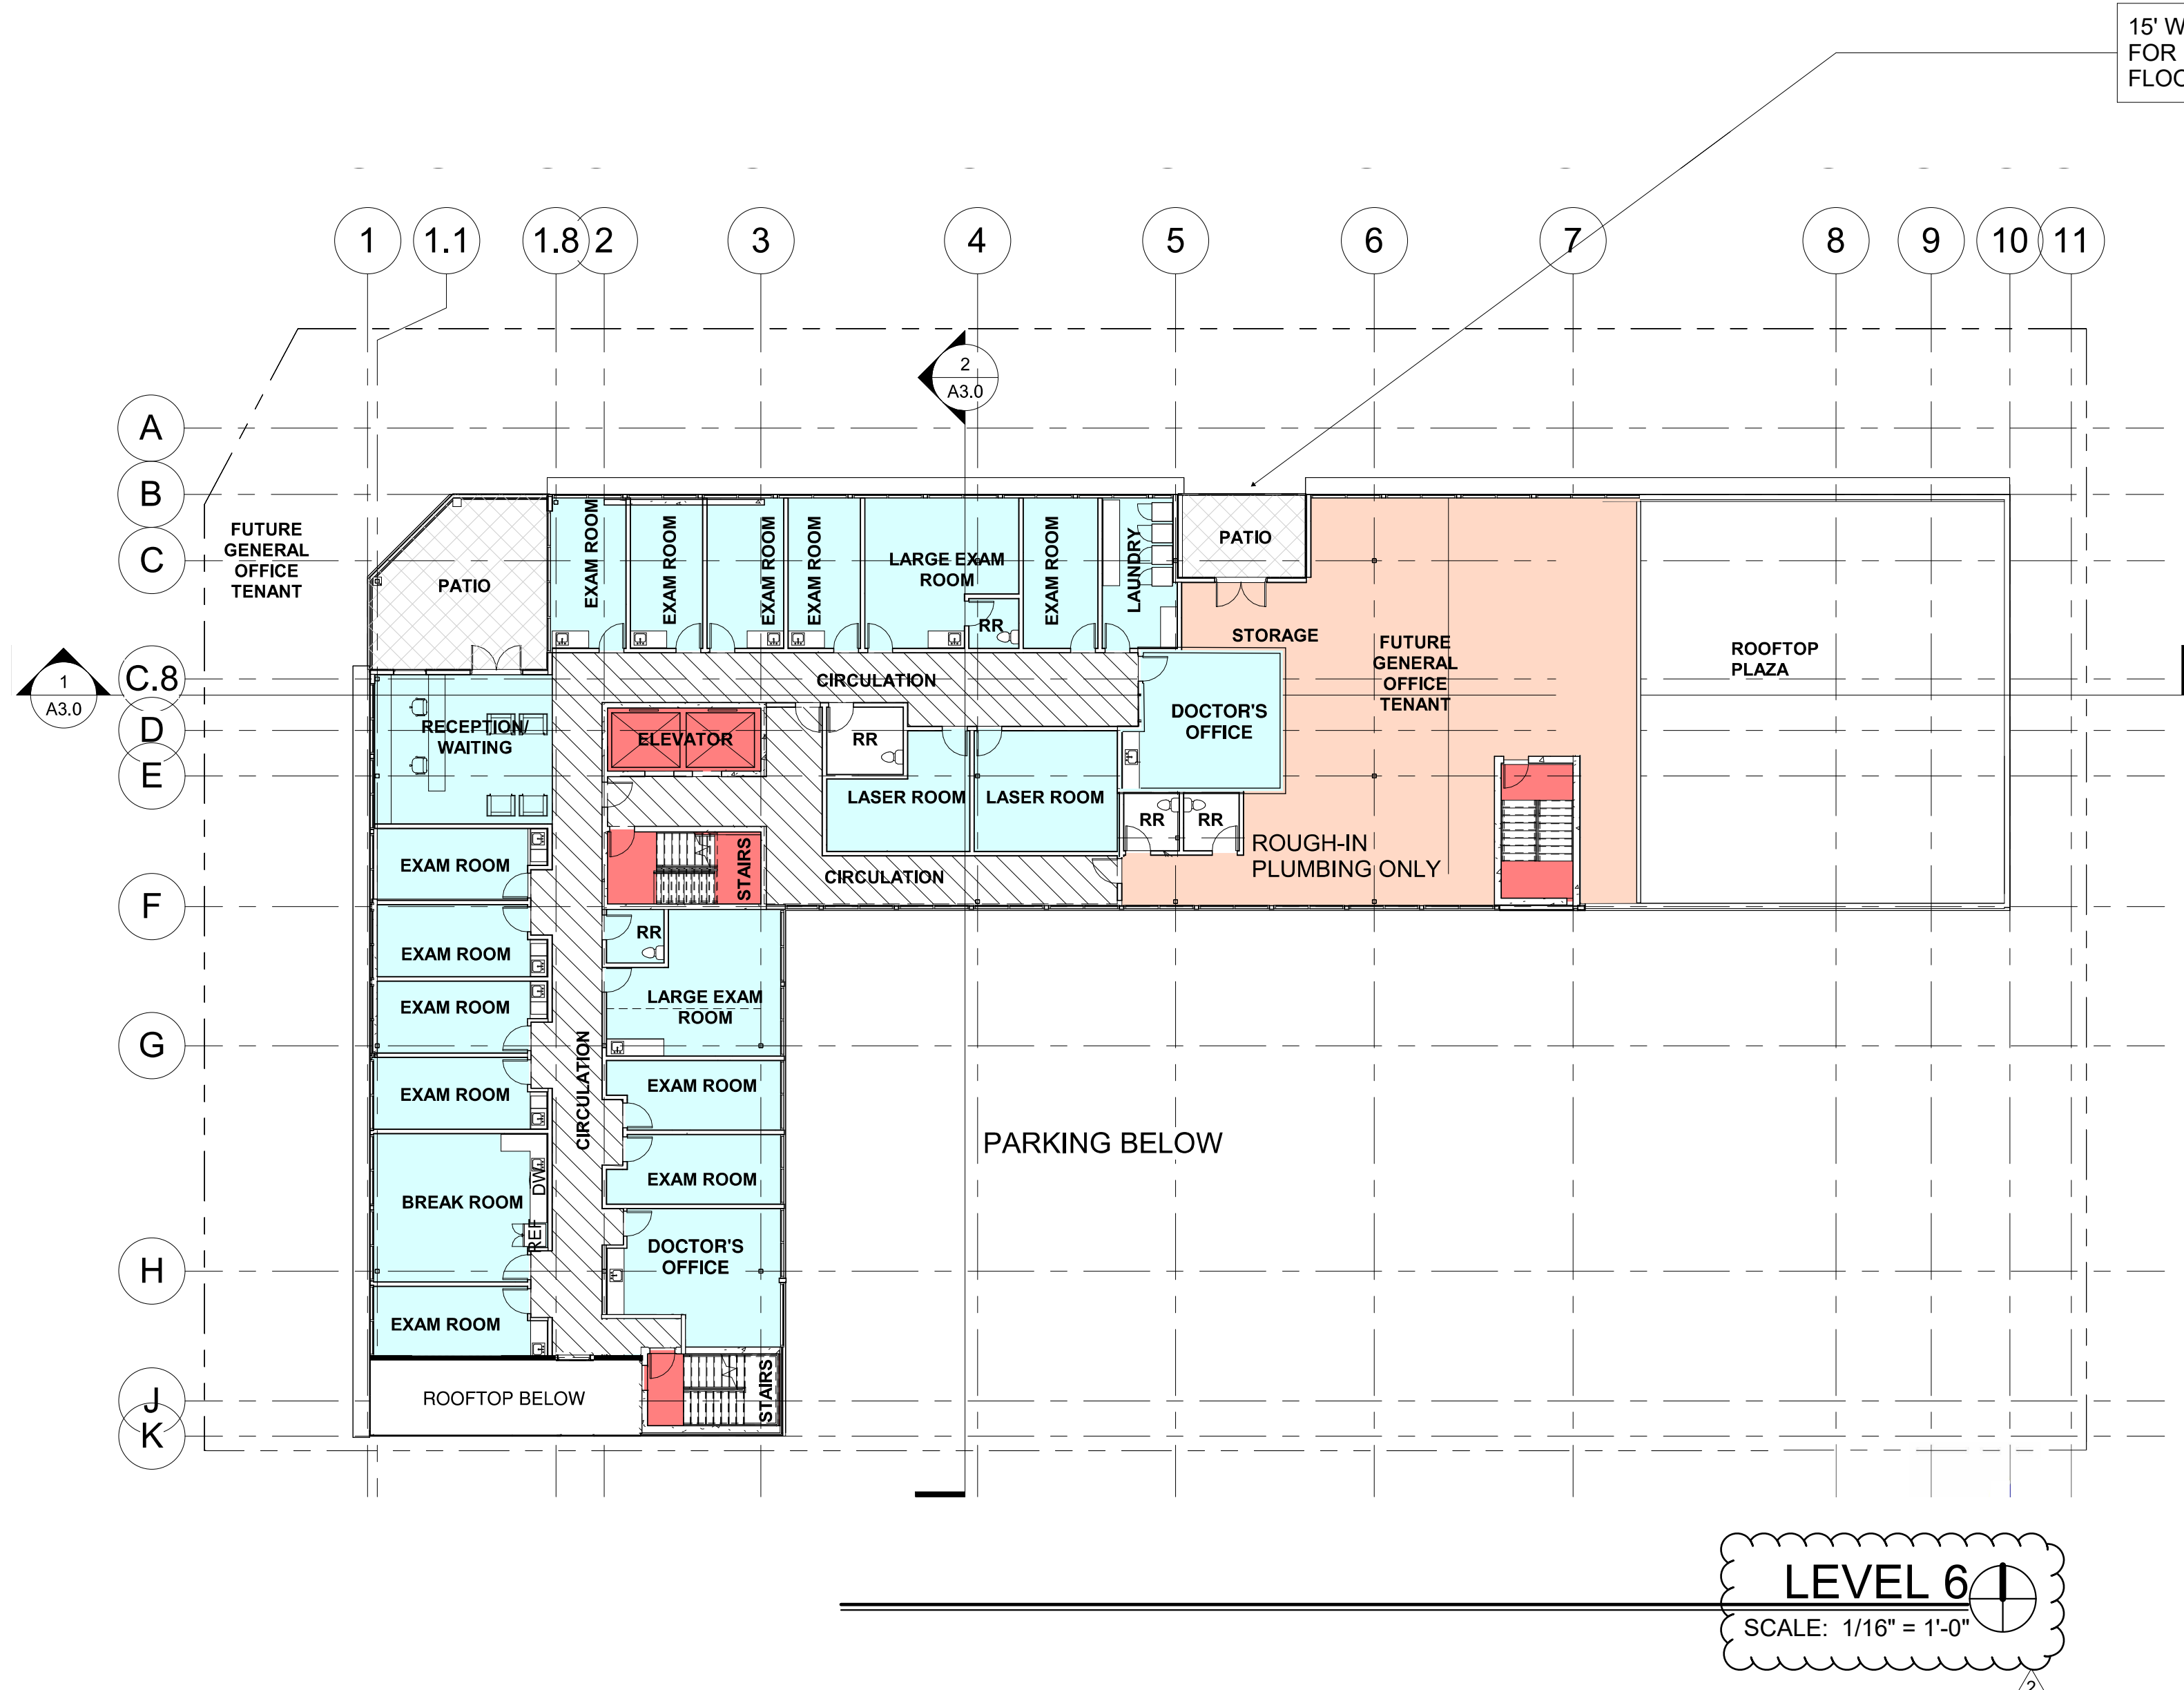 15' W
FOR
FLOO
1
1.1
1.8
2
3
4
5
6
7
8
9
10
11
2
A3.0
A
B
C
C.8
D
E
F
G
H
J
K
1
A3.0
FUTURE
GENERAL
OFFICE
TENANT
PATIO
EXAM ROOM
EXAM ROOM
EXAM ROOM
EXAM ROOM
LARGE EXAM
ROOM
RR
EXAM ROOM
LAUNDRY
PATIO
STORAGE
FUTURE
GENERAL
OFFICE
TENANT
ROOFTOP
PLAZA
CIRCULATION
RECEPTION/
WAITING
ELEVATOR
RR
DOCTOR'S
OFFICE
LASER ROOM
LASER ROOM
RR
RR
ROUGH-IN
PLUMBING ONLY
EXAM ROOM
STAIRS
CIRCULATION
EXAM ROOM
RR
EXAM ROOM
LARGE EXAM
ROOM
EXAM ROOM
CIRCULATION
EXAM ROOM
EXAM ROOM
PARKING BELOW
BREAK ROOM
DW
REF
DOCTOR'S
OFFICE
EXAM ROOM
ROOFTOP BELOW
STAIRS
LEVEL 6
SCALE: 1/16" = 1'-0"
2